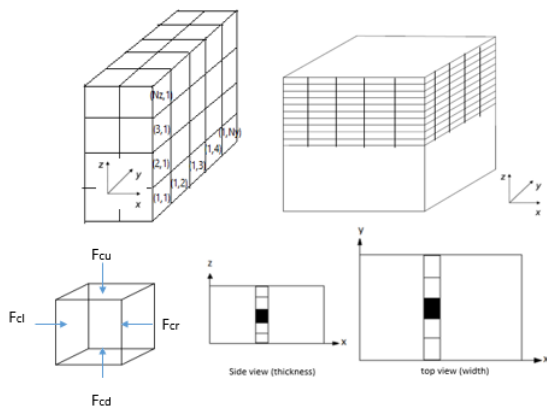 (Nz,1)
(3,1)
(2,1)
(1,1)
(1,2)
(1,3)
(1,4)
(1,Ny)
z
y
x
z
y
x
Fcu
Fcl
Fcr
Fcd
z
x
Side view (thickness)
y
x
top view (width)